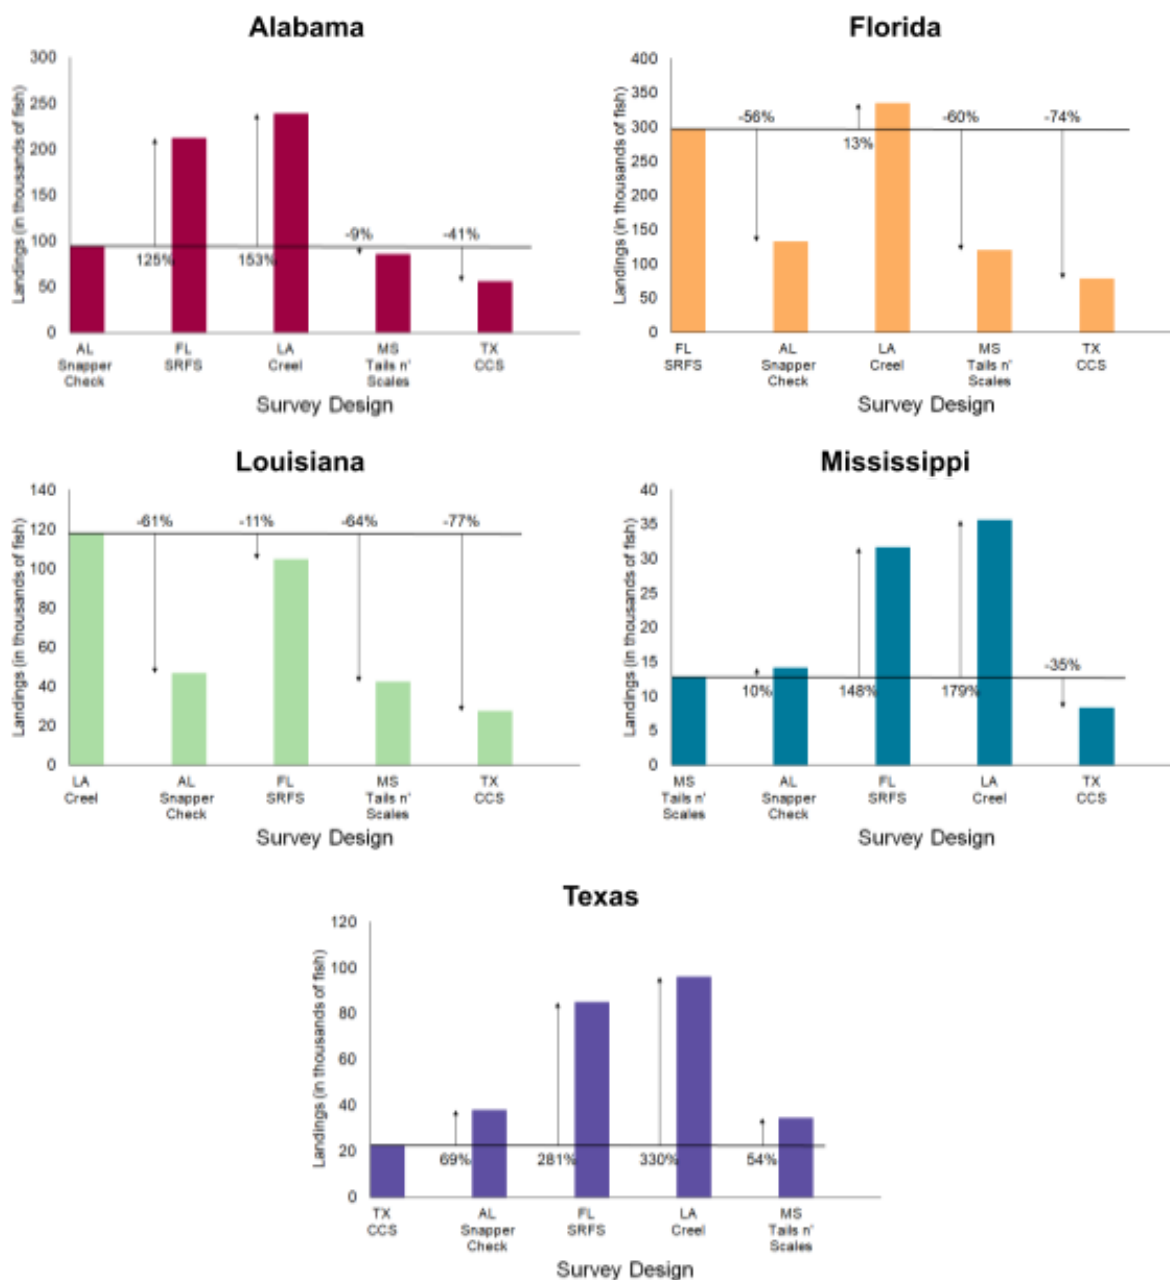 Alabama
Landings (in thousands of fish)
300
250
200
150
100
50
0
125%
153%
-9%
-41%
AL
Snapper
Check
FL
SRFS
LA
Creel
MS
Tails n'
Scales
TX
CCS
Survey Design
Florida
Landings (in thousands of fish)
400
350
300
250
200
150
100
50
0
-56%
13%
-60%
-74%
FL
SRFS
AL
Snapper
Check
LA
Creel
MS
Tails n'
Scales
TX
CCS
Survey Design
Louisiana
Landings (in thousands of fish)
140
120
100
80
60
40
20
0
-61%
-11%
-64%
-77%
LA
Creel
AL
Snapper
Check
FL
SRFS
MS
Tails n'
Scales
TX
CCS
Survey Design
Mississippi
Landings (in thousands of fish)
40
35
30
25
20
15
10
5
0
10%
148%
179%
-35%
MS
Tails n'
Scales
AL
Snapper
Check
FL
SRFS
LA
Creel
TX
CCS
Survey Design
Texas
Landings (in thousands of fish)
120
100
80
60
40
20
0
69%
281%
330%
54%
TX
CCS
AL
Snapper
Check
FL
SRFS
LA
Creel
MS
Tails n'
Scales
Survey Design